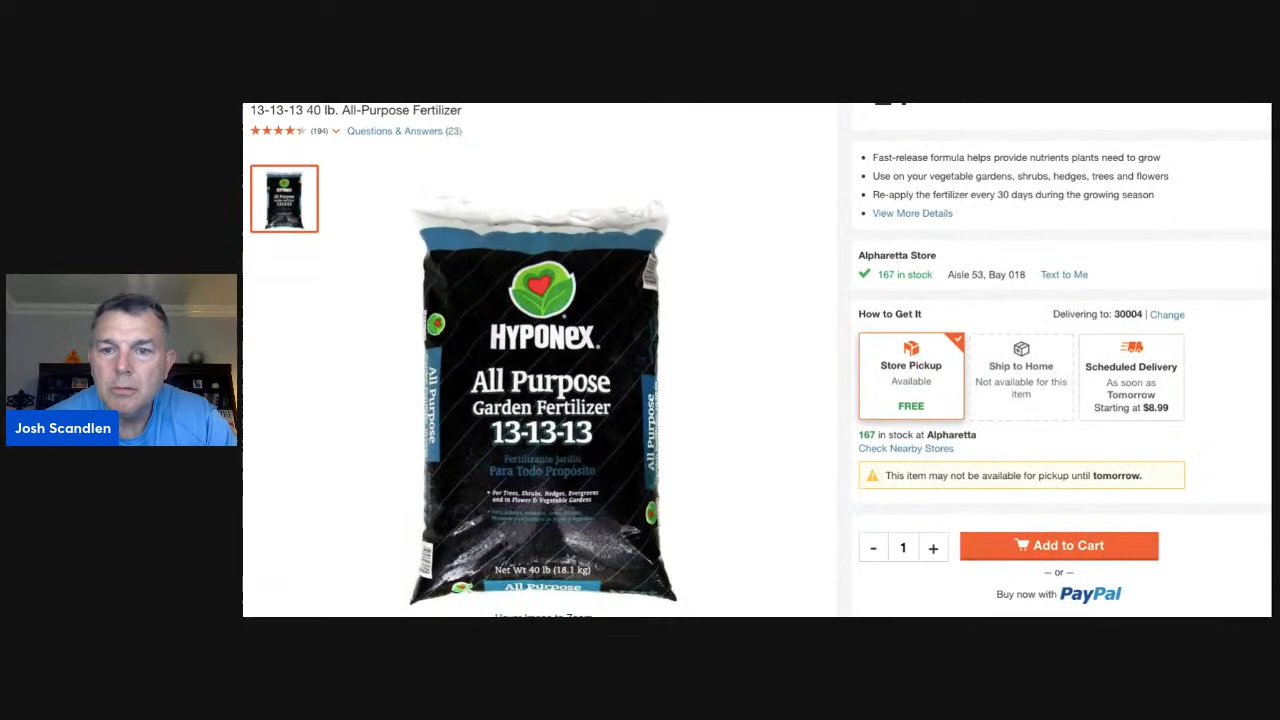 13-13-13 40 lb. All-Purpose Fertilizer
(194) Questions & Answers (23)
HYPONEX
All Purpose
Garden Fertilizer
13-13-13
Fertilizante Jardín
Para Todo Propósito
• For Trees, Shrubs, Hedges, Evergreens
and in Flower & Vegetable Gardens
Net Wt 40 lb (18.1 kg)
All Purpose
All Purpose
All Purpose
• Fast-release formula helps provide nutrients plants need to grow
• Use on your vegetable gardens, shrubs, hedges, trees and flowers
• Re-apply the fertilizer every 30 days during the growing season
• View More Details
Alpharetta Store
167 in stock Aisle 53, Bay 018 Text to Me
How to Get It Delivering to: 30004 | Change
Store Pickup
Available
FREE
Ship to Home
Not available for this
item
Scheduled Delivery
As soon as
Tomorrow
Starting at $8.99
167 in stock at Alpharetta
Check Nearby Stores
This item may not be available for pickup until tomorrow.
- 1 +
Add to Cart
— or —
Buy now with PayPal
Josh Scandlen